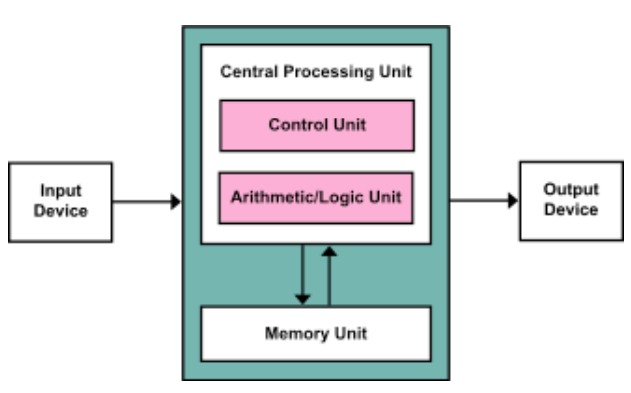 Central Processing Unit
Control Unit
Arithmetic/Logic Unit
Input
Device
Output
Device
Memory Unit